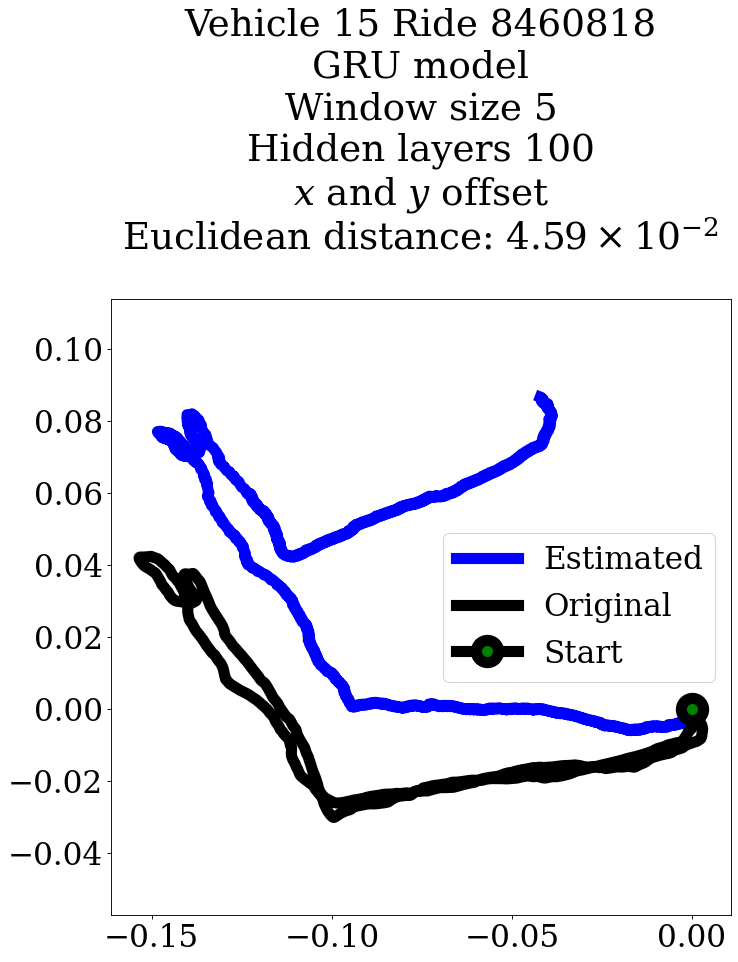 Vehicle 15 Ride 8460818
GRU model
Window size 5
Hidden layers 100
x and y offset
Euclidean distance: 4.59 × 10⁻²
0.10
0.08
0.06
0.04
0.02
0.00
−0.02
−0.04
Estimated
Original
Start
−0.15
−0.10
−0.05
0.00